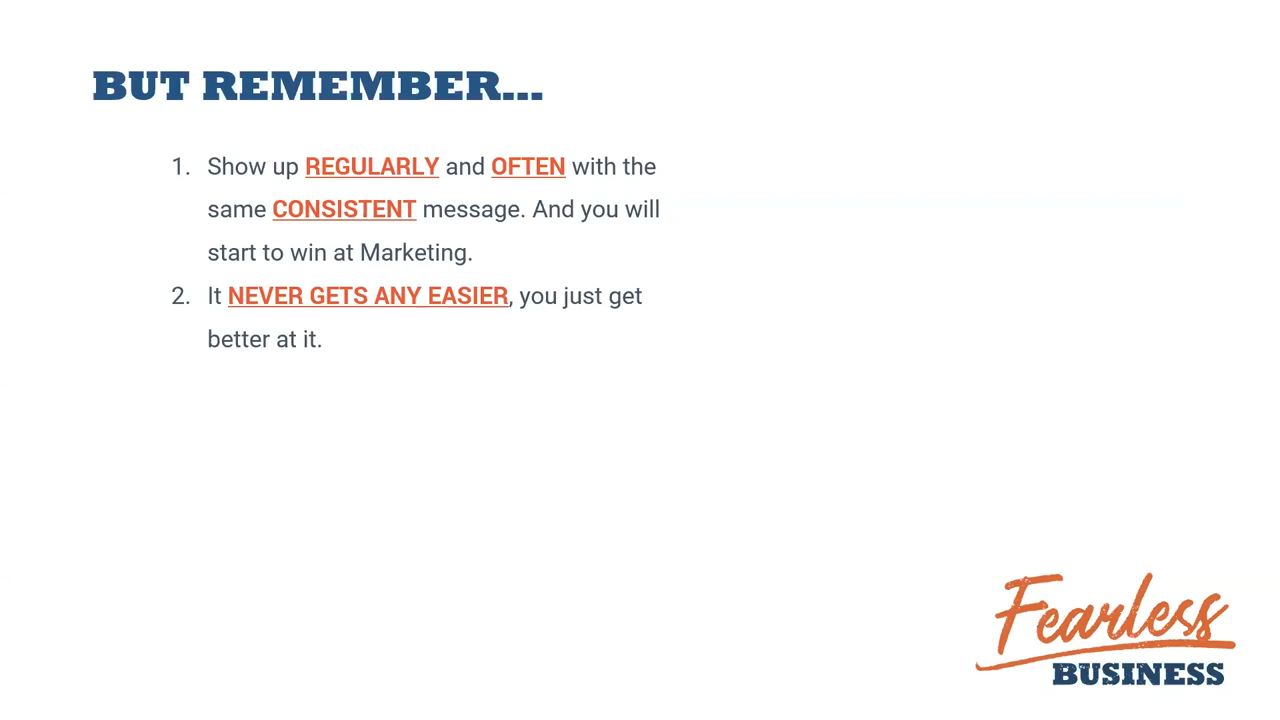 BUT REMEMBER...
1. Show up REGULARLY and OFTEN with the
same CONSISTENT message. And you will
start to win at Marketing.
2. It NEVER GETS ANY EASIER, you just get
better at it.
Fearless
BUSINESS